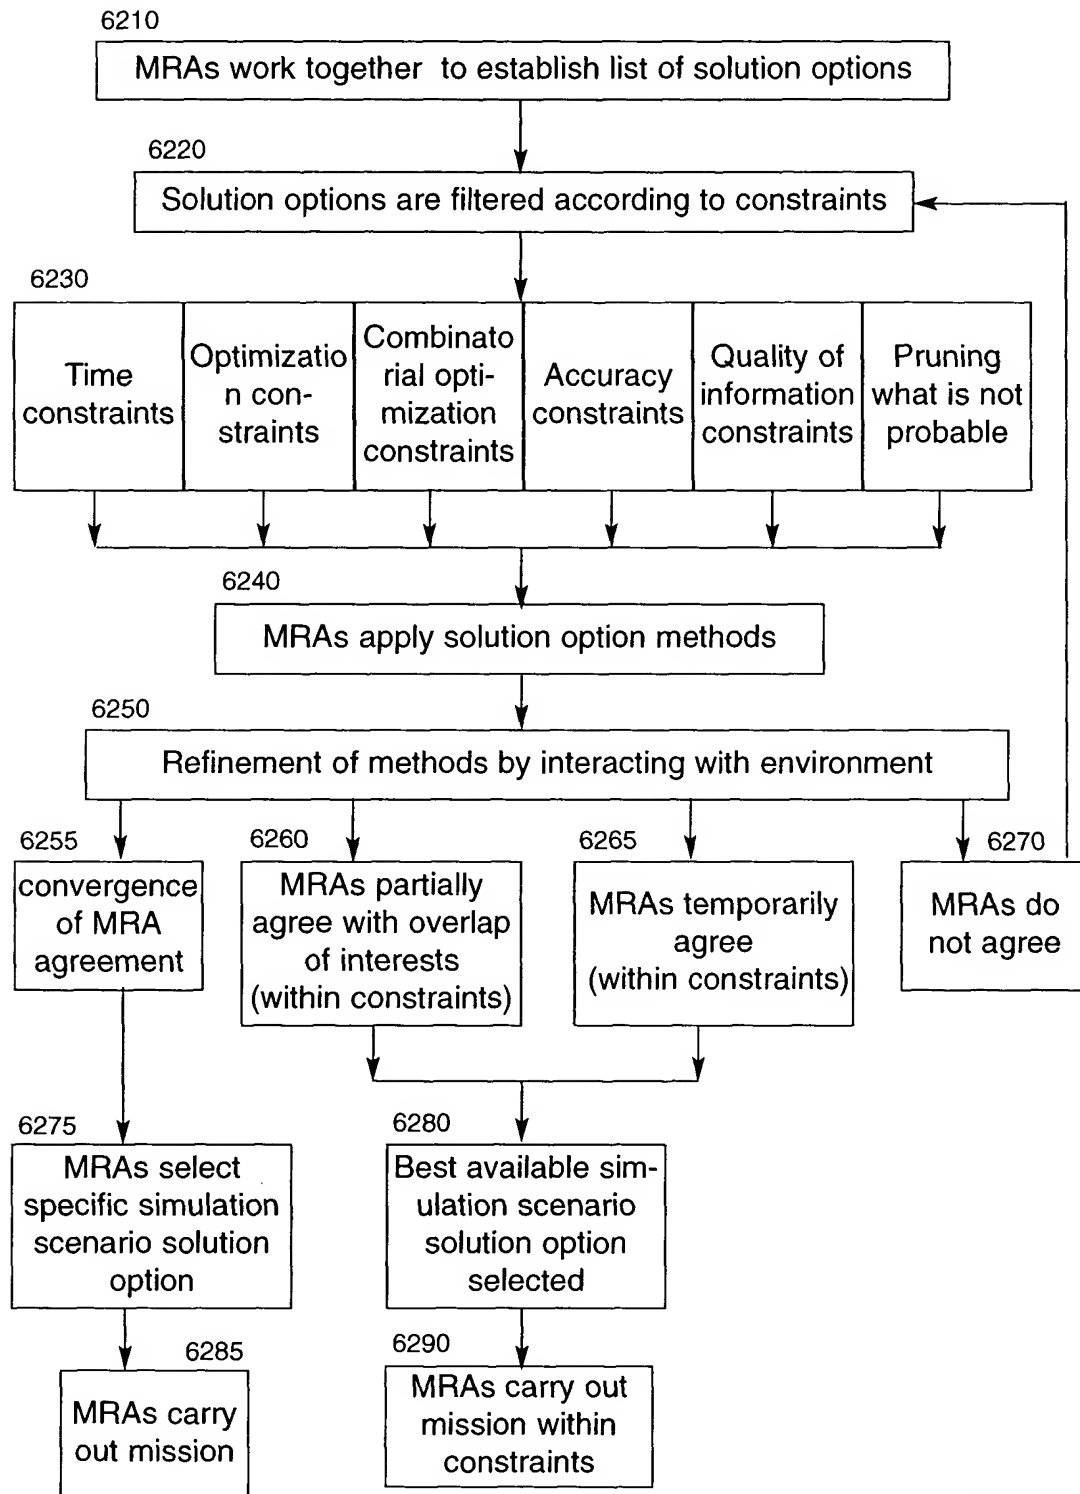 6210
MRAs work together to establish list of solution options
6220
Solution options are filtered according to constraints
6230
Time
constraints
Optimizatio
n con-
straints
Combinato
rial opti-
mization
constraints
Accuracy
constraints
Quality of
information
constraints
Pruning
what is not
probable
6240
MRAs apply solution option methods
6250
Refinement of methods by interacting with environment
6255
convergence
of MRA
agreement
6260
MRAs partially
agree with overlap
of interests
(within constraints)
6265
MRAs temporarily
agree
(within constraints)
6270
MRAs do
not agree
6275
MRAs select
specific simulation
scenario solution
option
6280
Best available sim-
ulation scenario
solution option
selected
6285
MRAs carry
out mission
6290
MRAs carry out
mission within
constraints